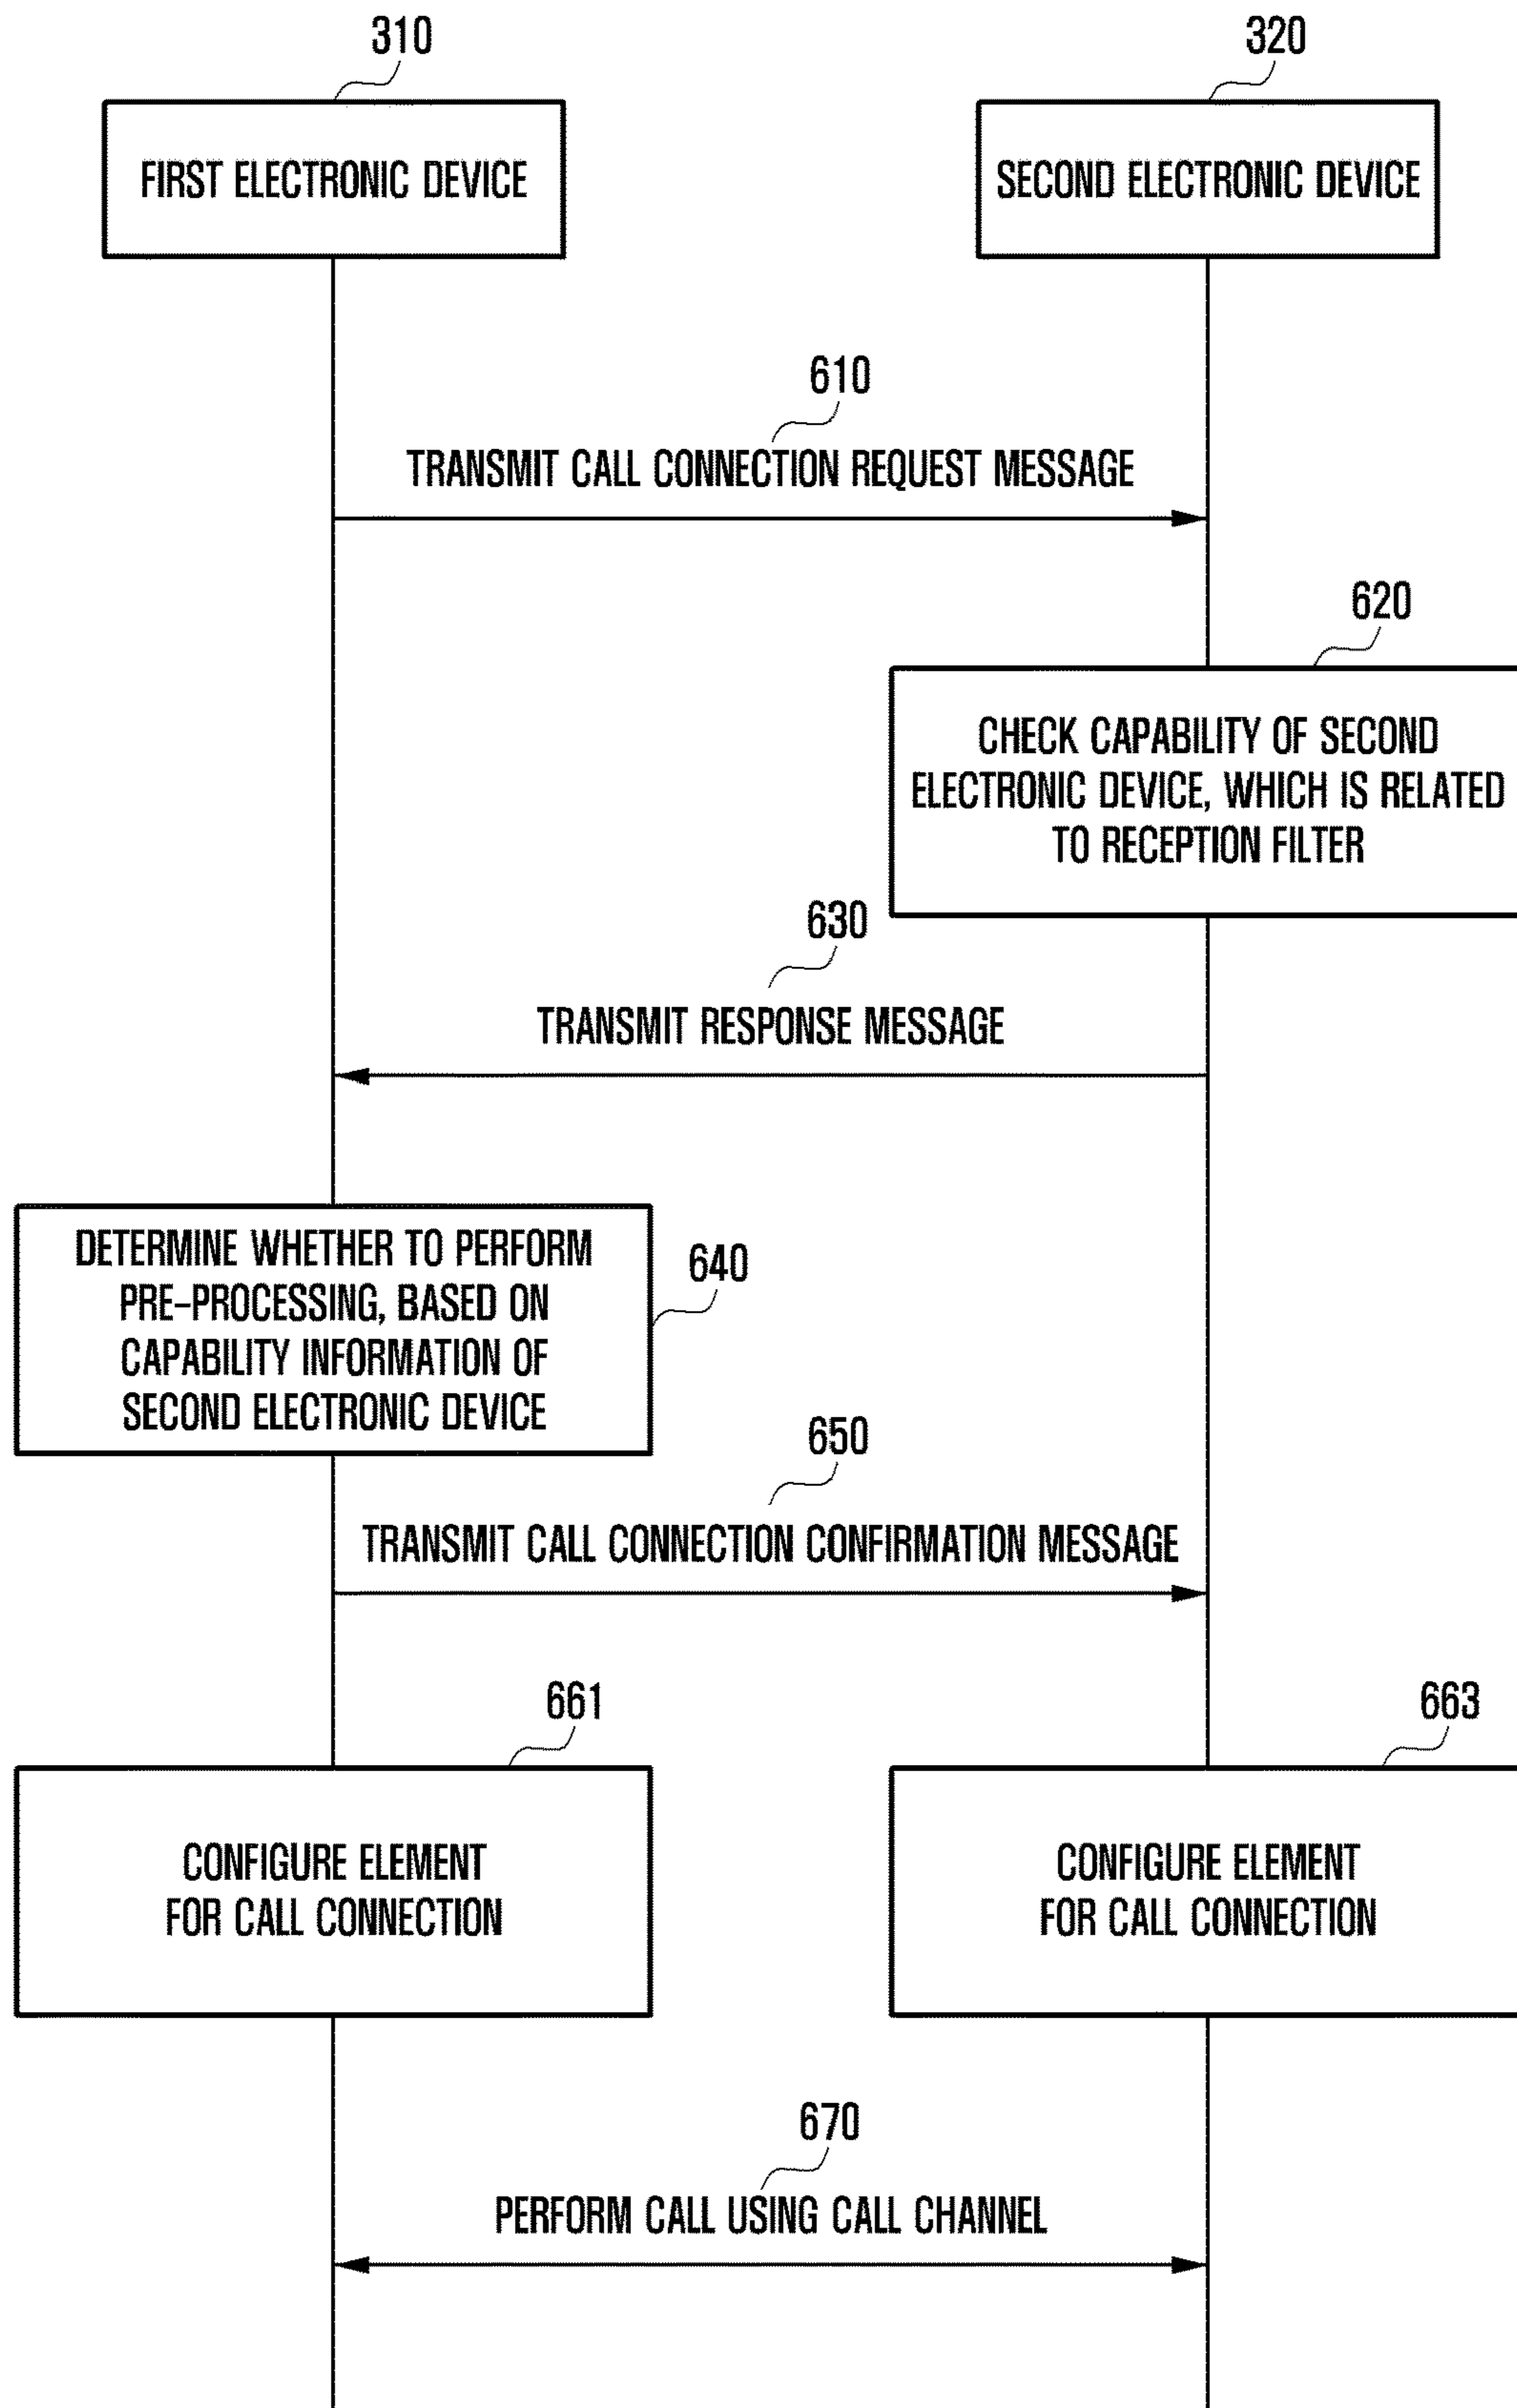 310
320
FIRST ELECTRONIC DEVICE
SECOND ELECTRONIC DEVICE
610
TRANSMIT CALL CONNECTION REQUEST MESSAGE
620
CHECK CAPABILITY OF SECOND
ELECTRONIC DEVICE, WHICH IS RELATED
TO RECEPTION FILTER
630
TRANSMIT RESPONSE MESSAGE
DETERMINE WHETHER TO PERFORM
PRE-PROCESSING, BASED ON
CAPABILITY INFORMATION OF
SECOND ELECTRONIC DEVICE
640
650
TRANSMIT CALL CONNECTION CONFIRMATION MESSAGE
661
663
CONFIGURE ELEMENT
FOR CALL CONNECTION
CONFIGURE ELEMENT
FOR CALL CONNECTION
670
PERFORM CALL USING CALL CHANNEL